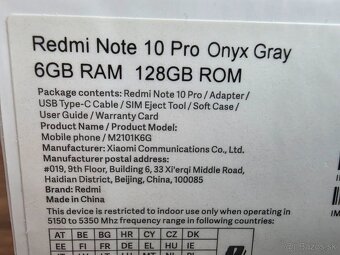 Redmi Note 10 Pro Onyx Gray
6GB RAM 128GB ROM
Package contents: Redmi Note 10 Pro / Adapter /
USB Type-C Cable / SIM Eject Tool / Soft Case /
User Guide / Warranty Card
Product Name: Product Model:
Mobile phone / M2101K6G
Manufacturer: Xiaomi Communications Co., Ltd.
Manufacturer postal address:
#019, 9th Floor, Building 6, 33 Xi'erqi Middle Road,
Haidian District, Beijing, China, 100085
Brand: Redmi
Made in China
This device is restricted to indoor use only when operating in
5150 to 5350 Mhz frequency range in following countries:
AT BE BG HR CY CZ DK
EE FI FR DE EL HU IE
bazos.sk